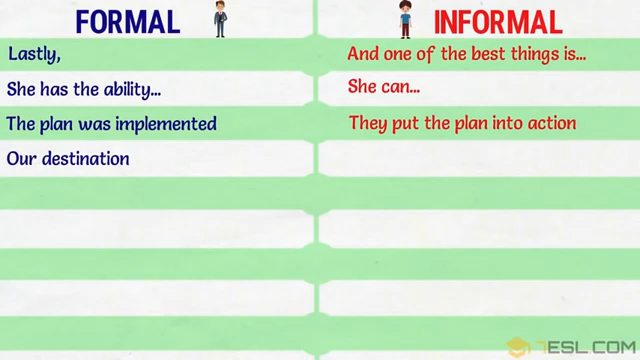 FORMAL INFORMAL
Lastly, And one of the best things is...
She has the ability... She can...
The plan was implemented They put the plan into action
Our destination
7ESL.COM